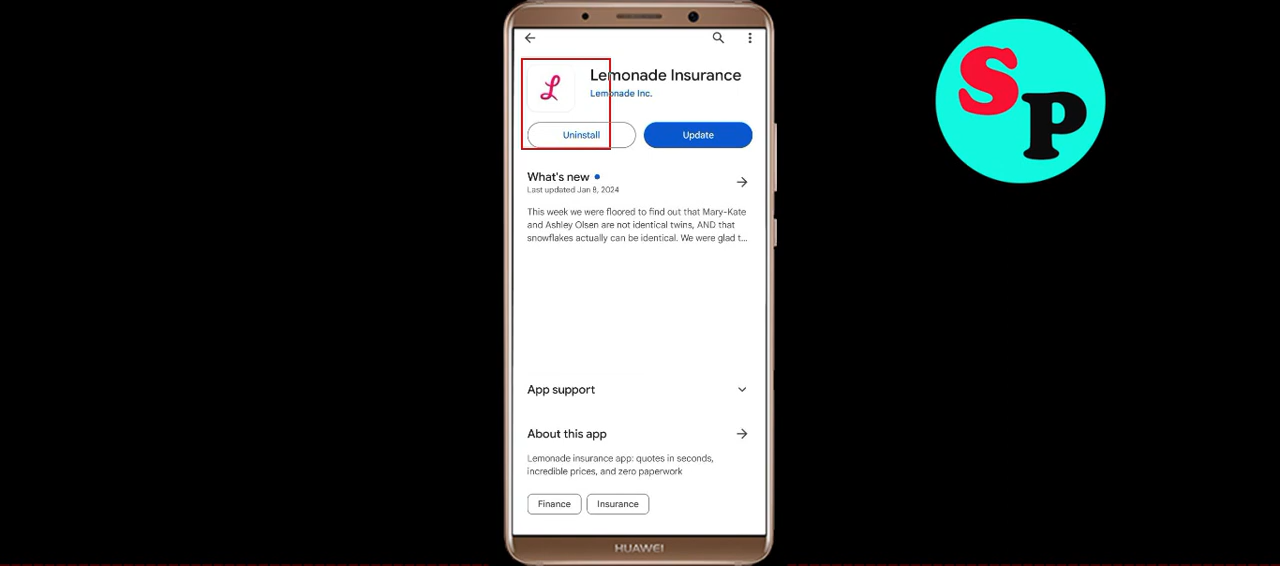 Lemonade Insurance
Lemonade Inc.
Uninstall
Update
What's new
Last updated Jan 8, 2024
This week we were floored to find out that Mary-Kate
and Ashley Olsen are not identical twins, AND that
snowflakes actually can be identical. We were glad t...
App support
About this app
Lemonade insurance app: quotes in seconds,
incredible prices, and zero paperwork
Finance
Insurance
HUAWEI
L
SP